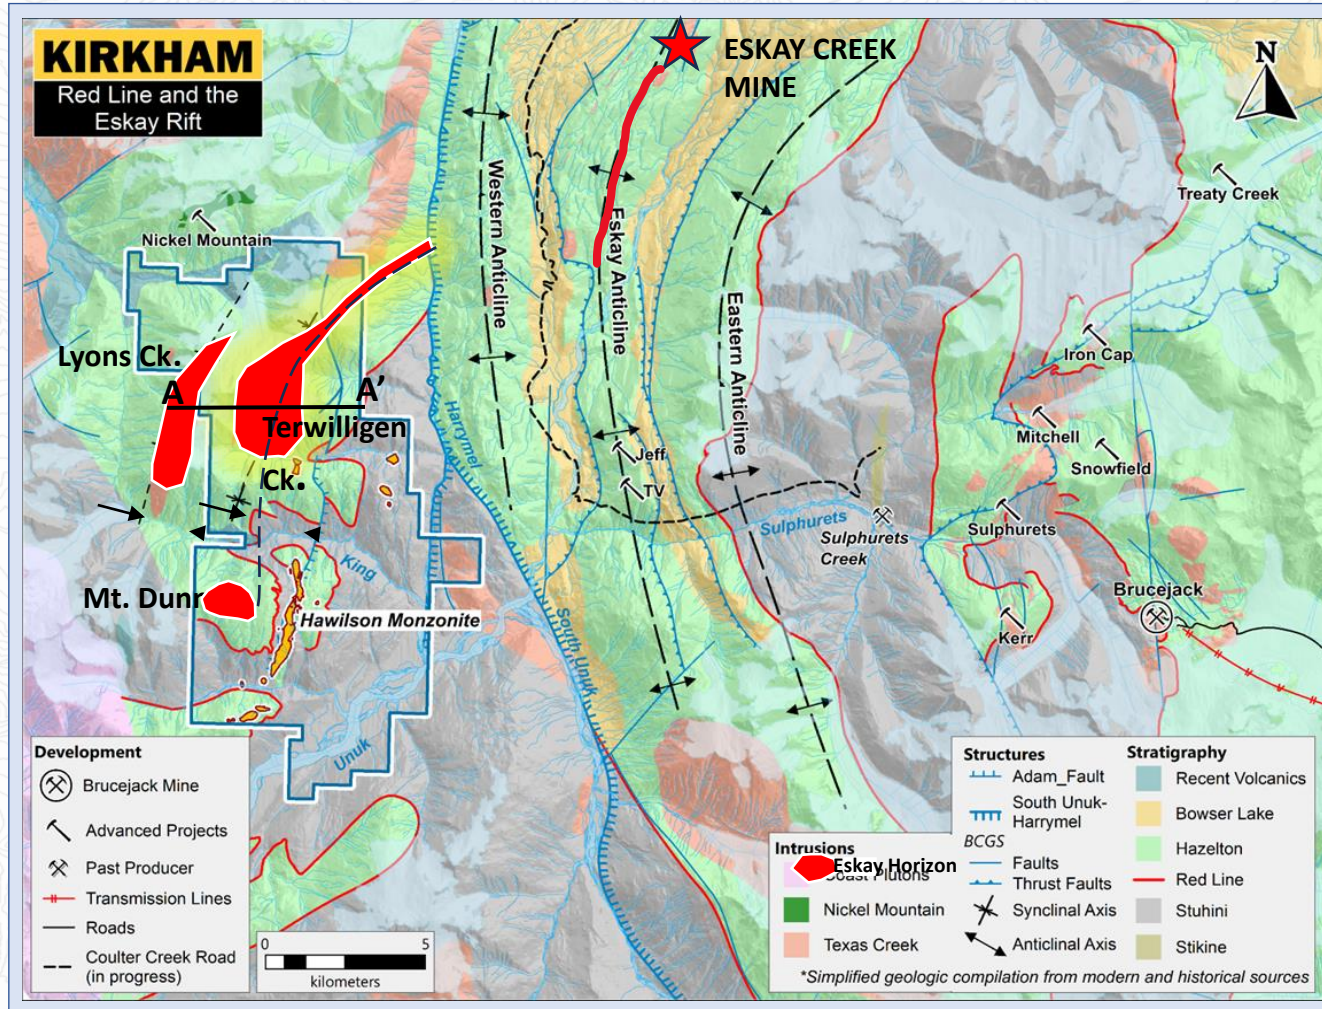 KIRKHAM
Red Line and the
Eskay Rift
ESKAY CREEK
MINE
N
Treaty Creek
Nickel Mountain
Western Anticline
Eskay Anticline
Eastern Anticline
Iron Cap
Lyons Ck.
A
A'
Terwilligen
Ck.
Harrymel
Mitchell
Snowfield
Jeff
TV
Sulphurets
Sulphurets
Creek
Sulphurets
King
Mt. Dunn
Hawilson Monzonite
South Unuk
Brucejack
Kerr
Unuk
Development
Brucejack Mine
Advanced Projects
Past Producer
Transmission Lines
Roads
Coulter Creek Road
(in progress)
0 5
kilometers
Intrusions
Eskay Horizon
Coast Plutons
Nickel Mountain
Texas Creek
Structures
Adam_Fault
South Unuk-
Harrymel
BCGS
Faults
Thrust Faults
Synclinal Axis
Anticlinal Axis
Stratigraphy
Recent Volcanics
Bowser Lake
Hazelton
Red Line
Stuhini
Stikine
*Simplified geologic compilation from modern and historical sources